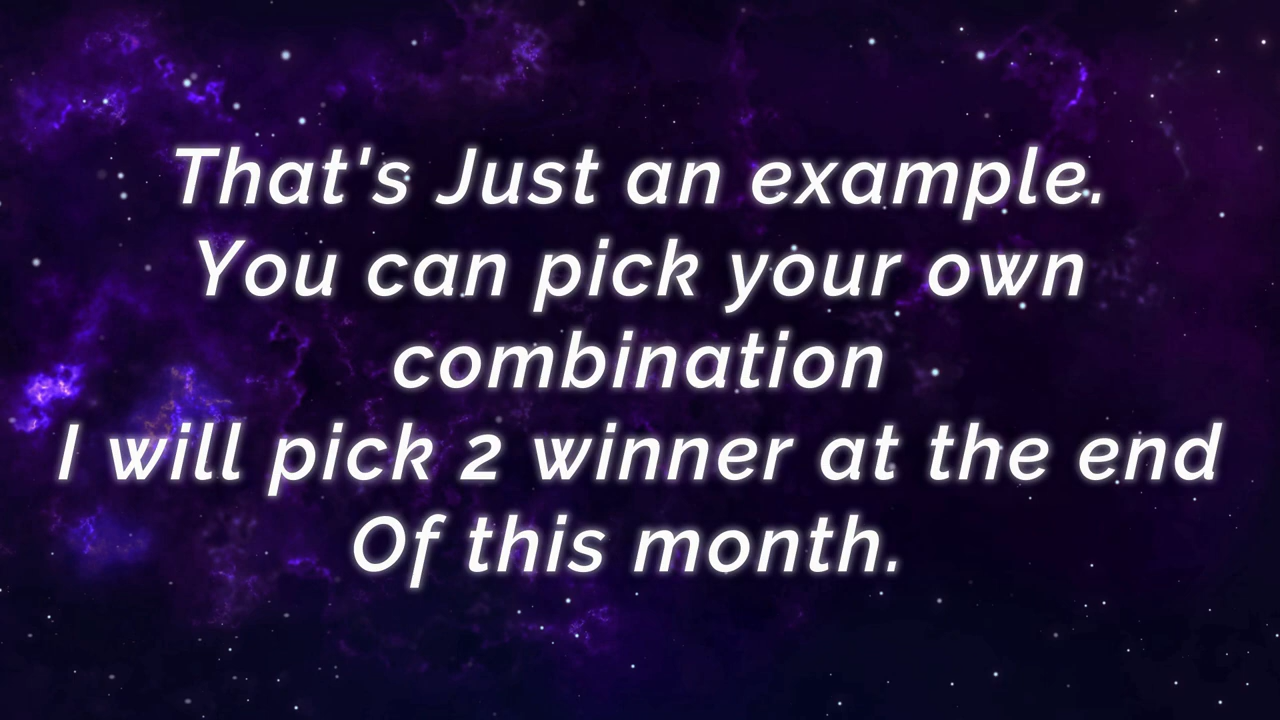 That's Just an example.
You can pick your own
combination
I will pick 2 winner at the end
Of this month.